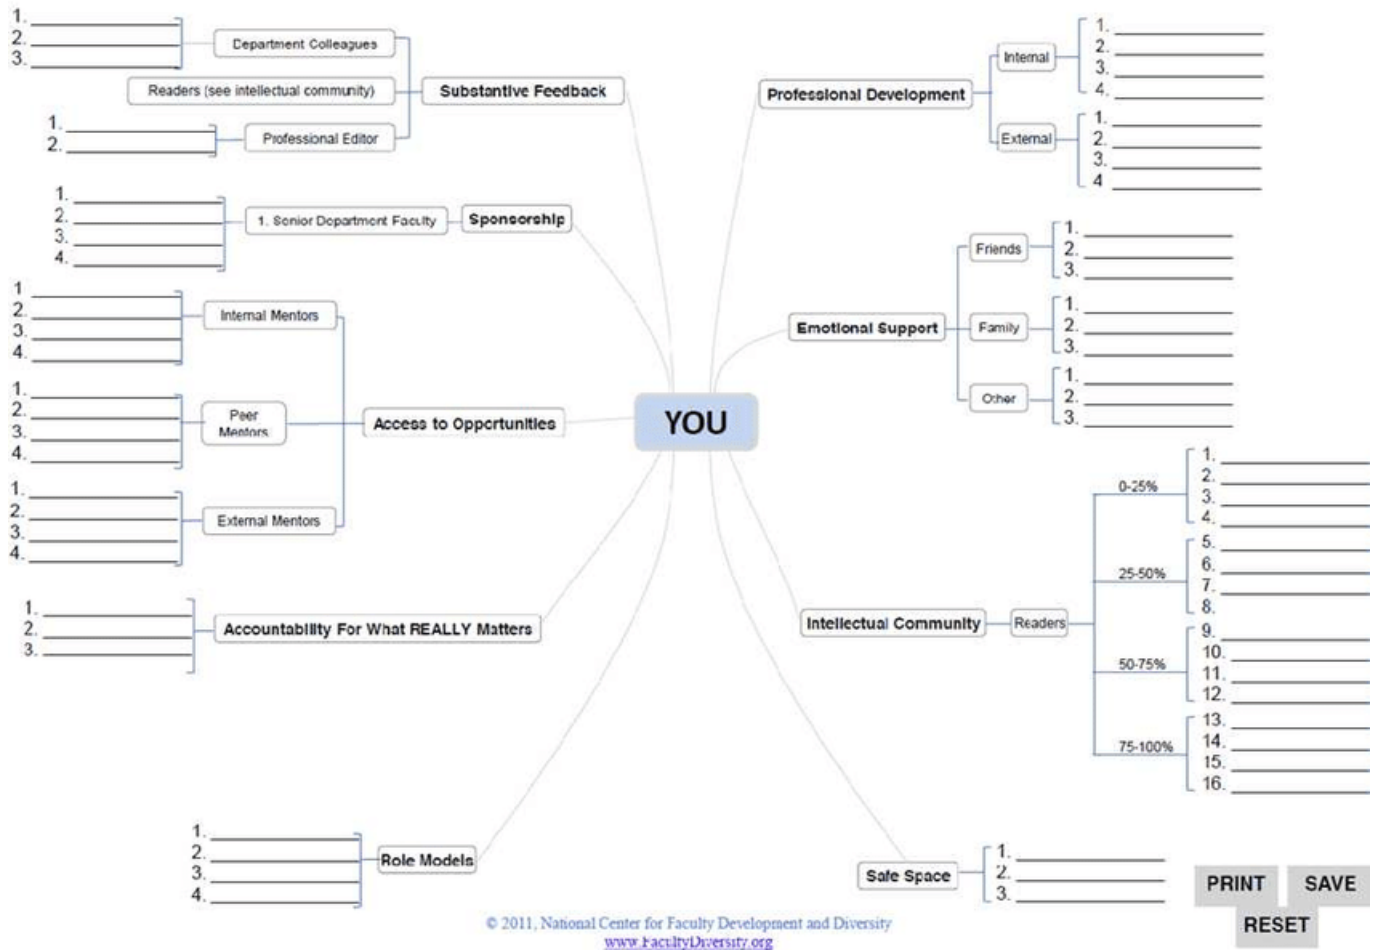 1.
2.
3.
Department Colleagues
Readers (see intellectual community)
Substantive Feedback
1.
2.
Professional Editor
1.
2.
3.
4.
1. Senior Department Faculty
Sponsorship
1
2.
3.
4.
Internal Mentors
1.
2.
3.
4.
Peer
Mentors
Access to Opportunities
1.
2.
3.
4.
External Mentors
1.
2.
3.
Accountability For What REALLY Matters
1.
2.
3.
4.
Role Models
YOU
Professional Development
Internal
1.
2.
3.
4.
External
1.
2.
3.
4
Emotional Support
Friends
1.
2.
3.
Family
1.
2.
3.
Other
1.
2.
3.
Intellectual Community
Readers
0-25%
1.
2.
3.
4.
25-50%
5.
6.
7.
8.
50-75%
9.
10.
11.
12.
75-100%
13.
14.
15.
16.
Safe Space
1.
2.
3.
PRINT
SAVE
RESET
© 2011, National Center for Faculty Development and Diversity
www.FacultyDiversity.org